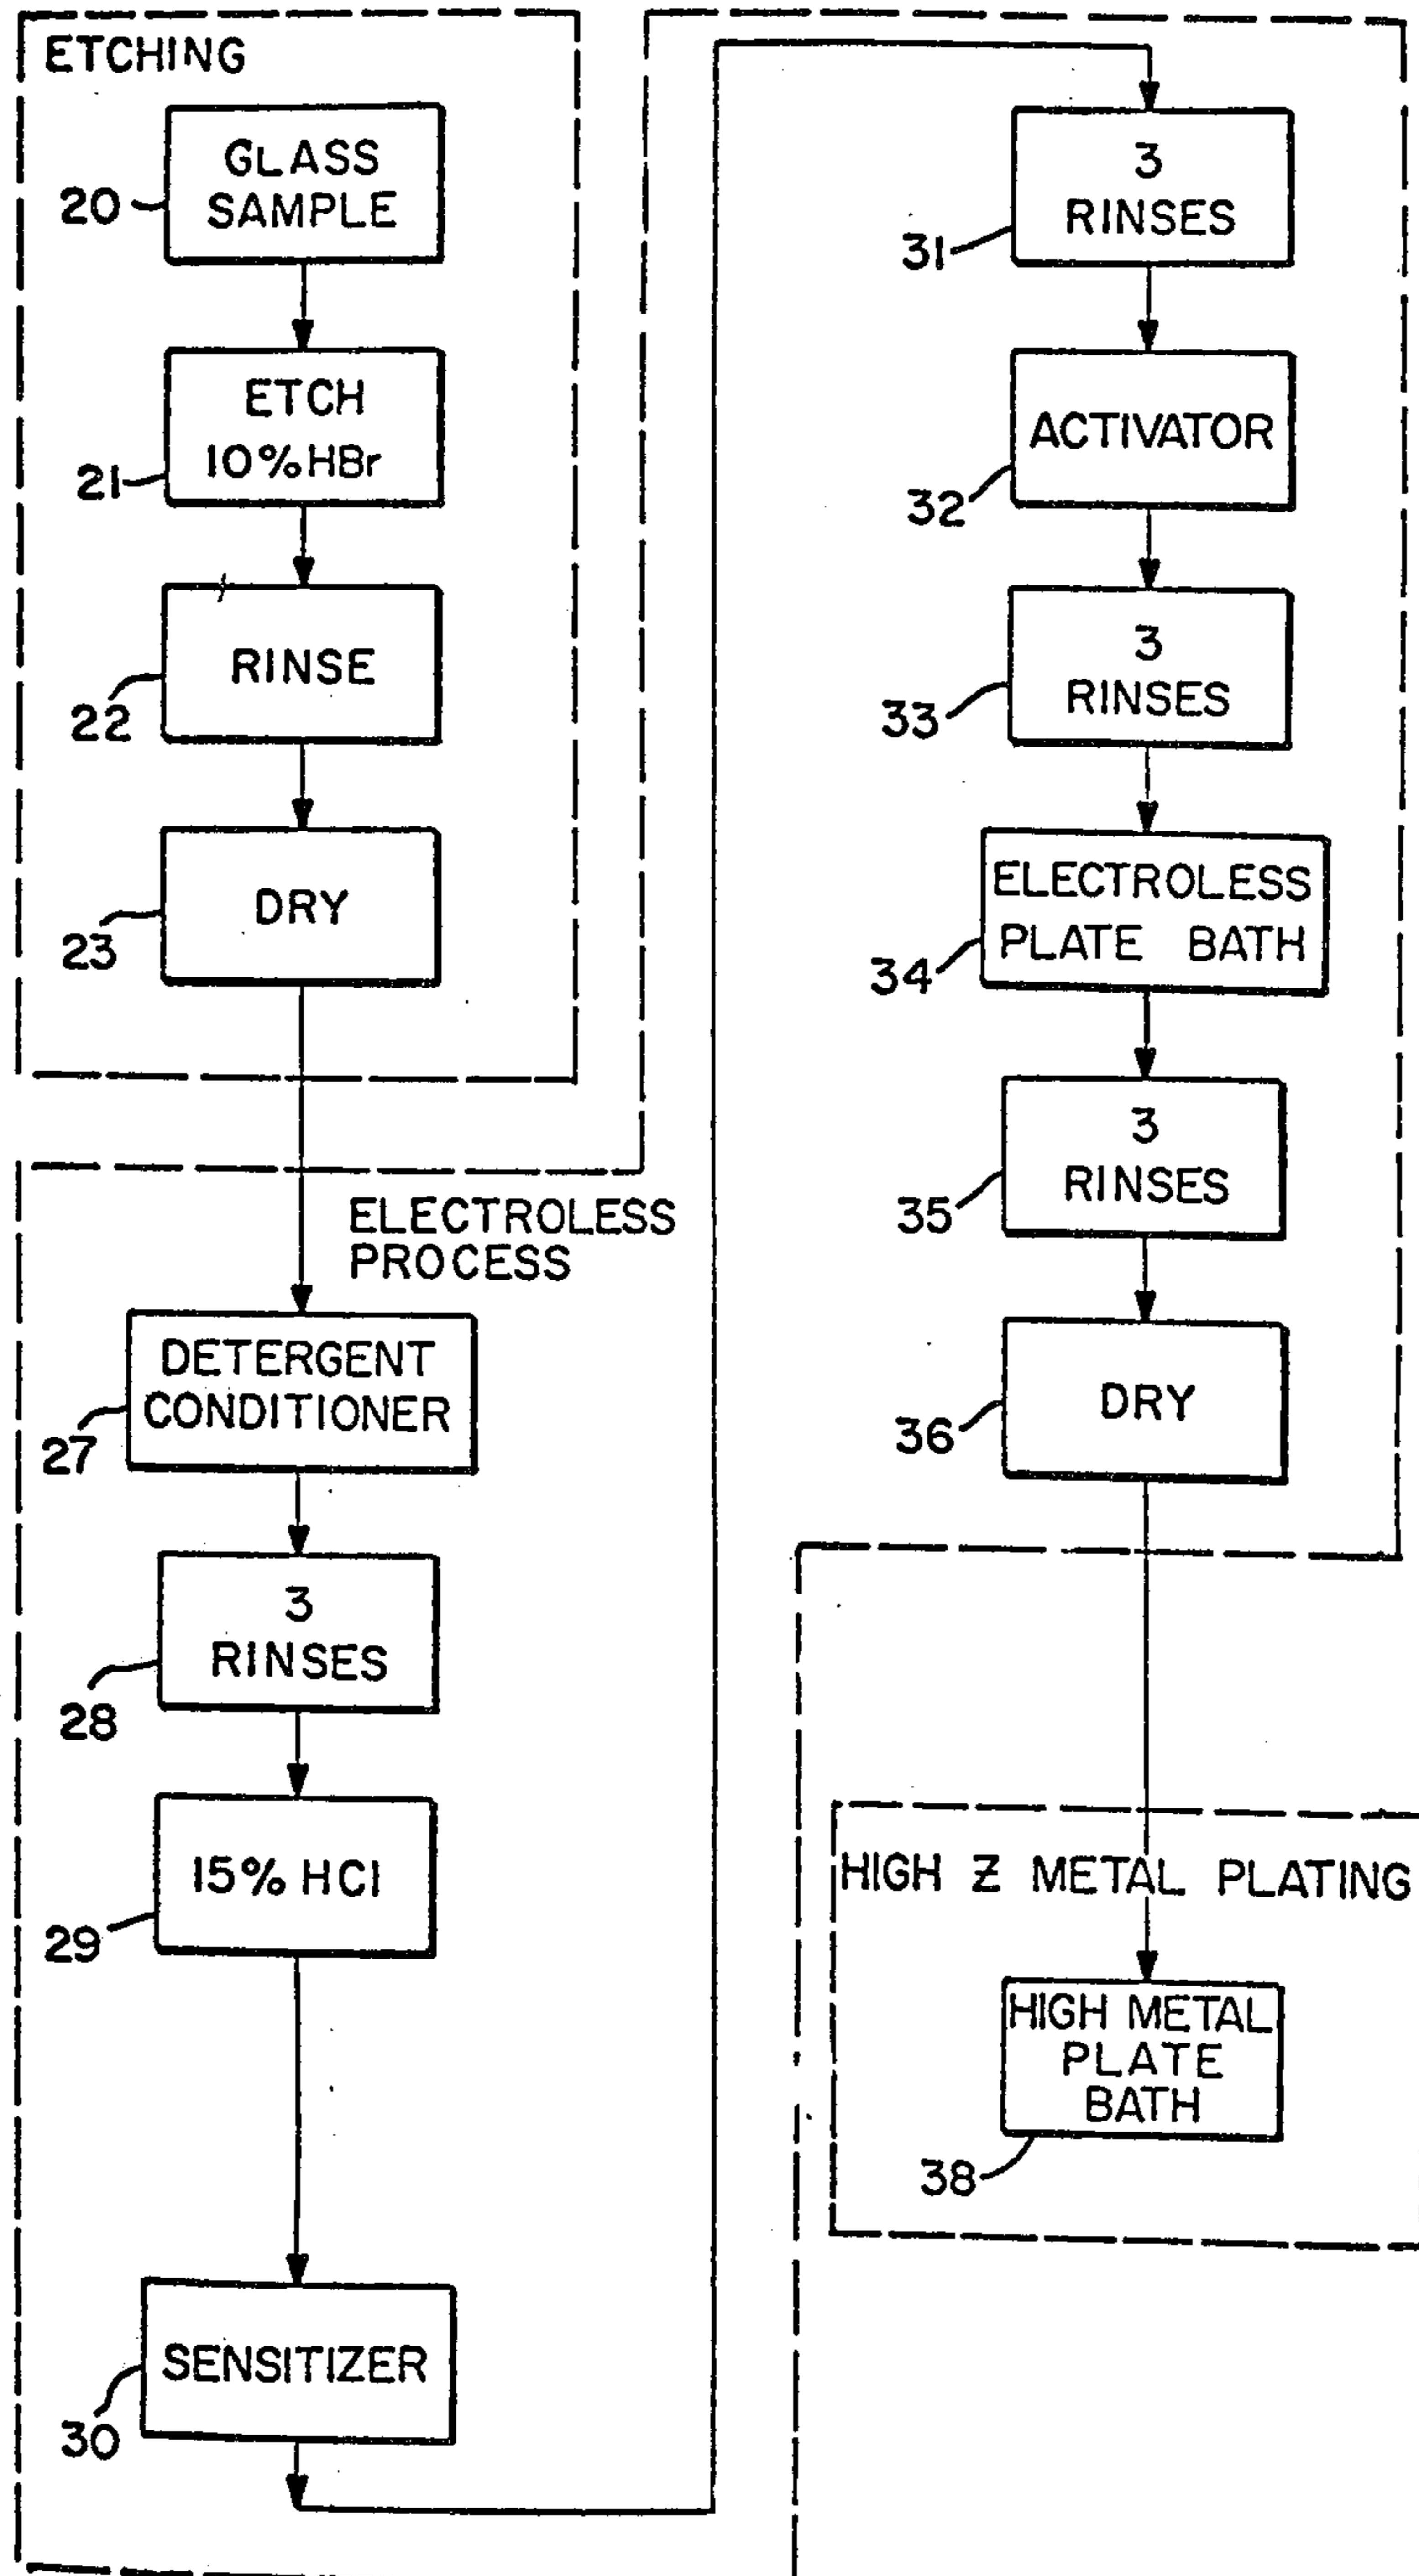 ETCHING
GLASS
SAMPLE
20
ETCH
10% HBr
21
RINSE
22
DRY
23
ELECTROLESS
PROCESS
DETERGENT
CONDITIONER
27
3
RINSES
28
15% HCl
29
SENSITIZER
30
3
RINSES
31
ACTIVATOR
32
3
RINSES
33
ELECTROLESS
PLATE BATH
34
3
RINSES
35
DRY
36
HIGH Z METAL PLATING
HIGH METAL
PLATE
BATH
38